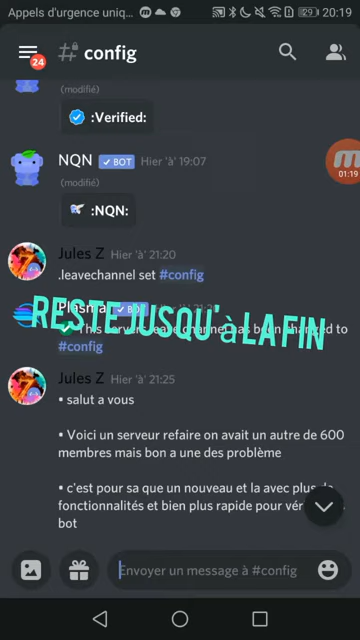 Appels d'urgence uniq...
29
20:19
24
config
(modifié)
:Verified:
NQN BOT Hier 'à' 19:07
(modifié)
:NQN:
01:19
Jules Z Hier 'à' 21:20
.leavechannel set #config
Plasma BOT Hier 'à'
RESTE JUSQU'à LA FIN
This server's leave channel has been changed to
#config
Jules Z Hier 'à' 21:25
• salut a vous
• Voici un serveur refaire on avait un autre de 600
membres mais bon a une des problème
• c'est pour sa que un nouveau et la avec plus de
fonctionnalités et bien plus rapide pour
bot
Envoyer un message à #config